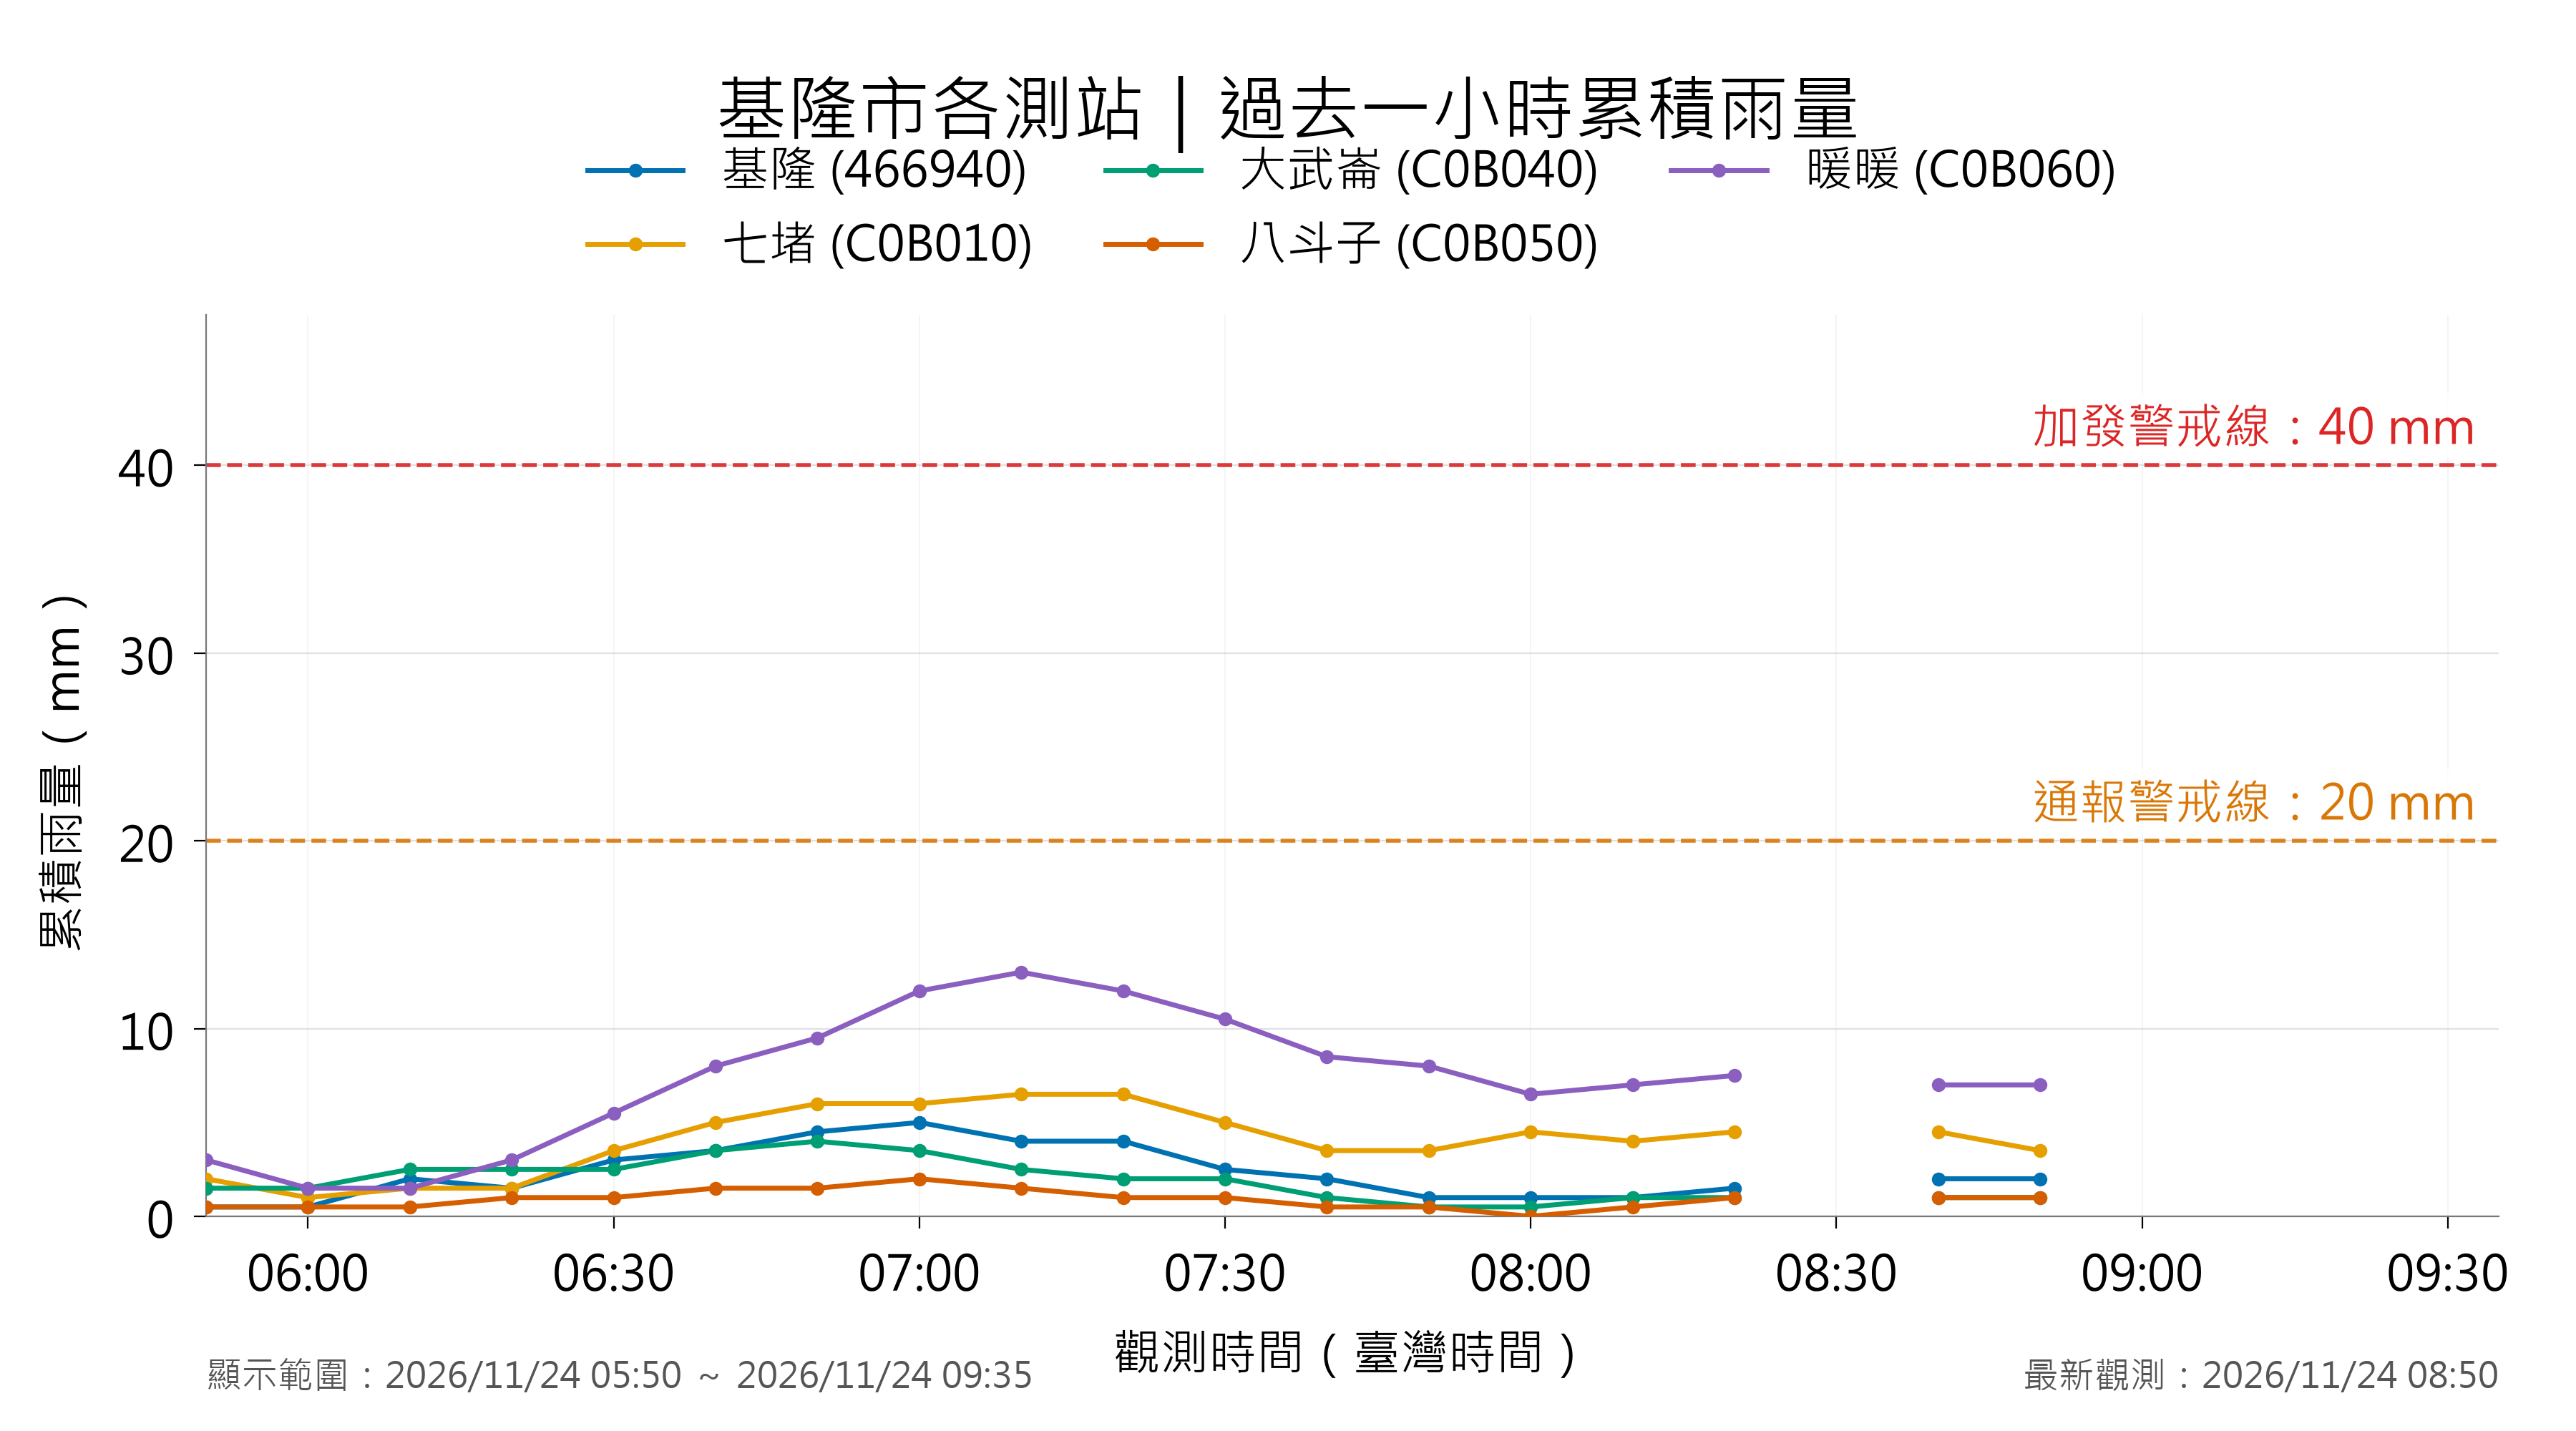 基隆市各測站｜過去一小時累積雨量
基隆 (466940)
大武崙 (C0B040)
暖暖 (C0B060)
七堵 (C0B010)
八斗子 (C0B050)
加發警戒線：40 mm
通報警戒線：20 mm
累積雨量（mm）
40
30
20
10
0
06:00
06:30
07:00
07:30
08:00
08:30
09:00
09:30
觀測時間（臺灣時間）
顯示範圍：2026/11/24 05:50 ~ 2026/11/24 09:35
最新觀測：2026/11/24 08:50